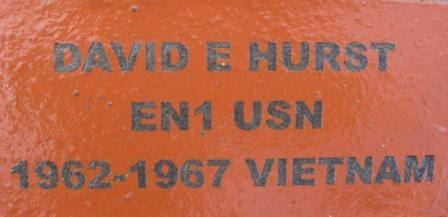 DAVID E HURST
EN1 USN
1962-1967 VIETNAM